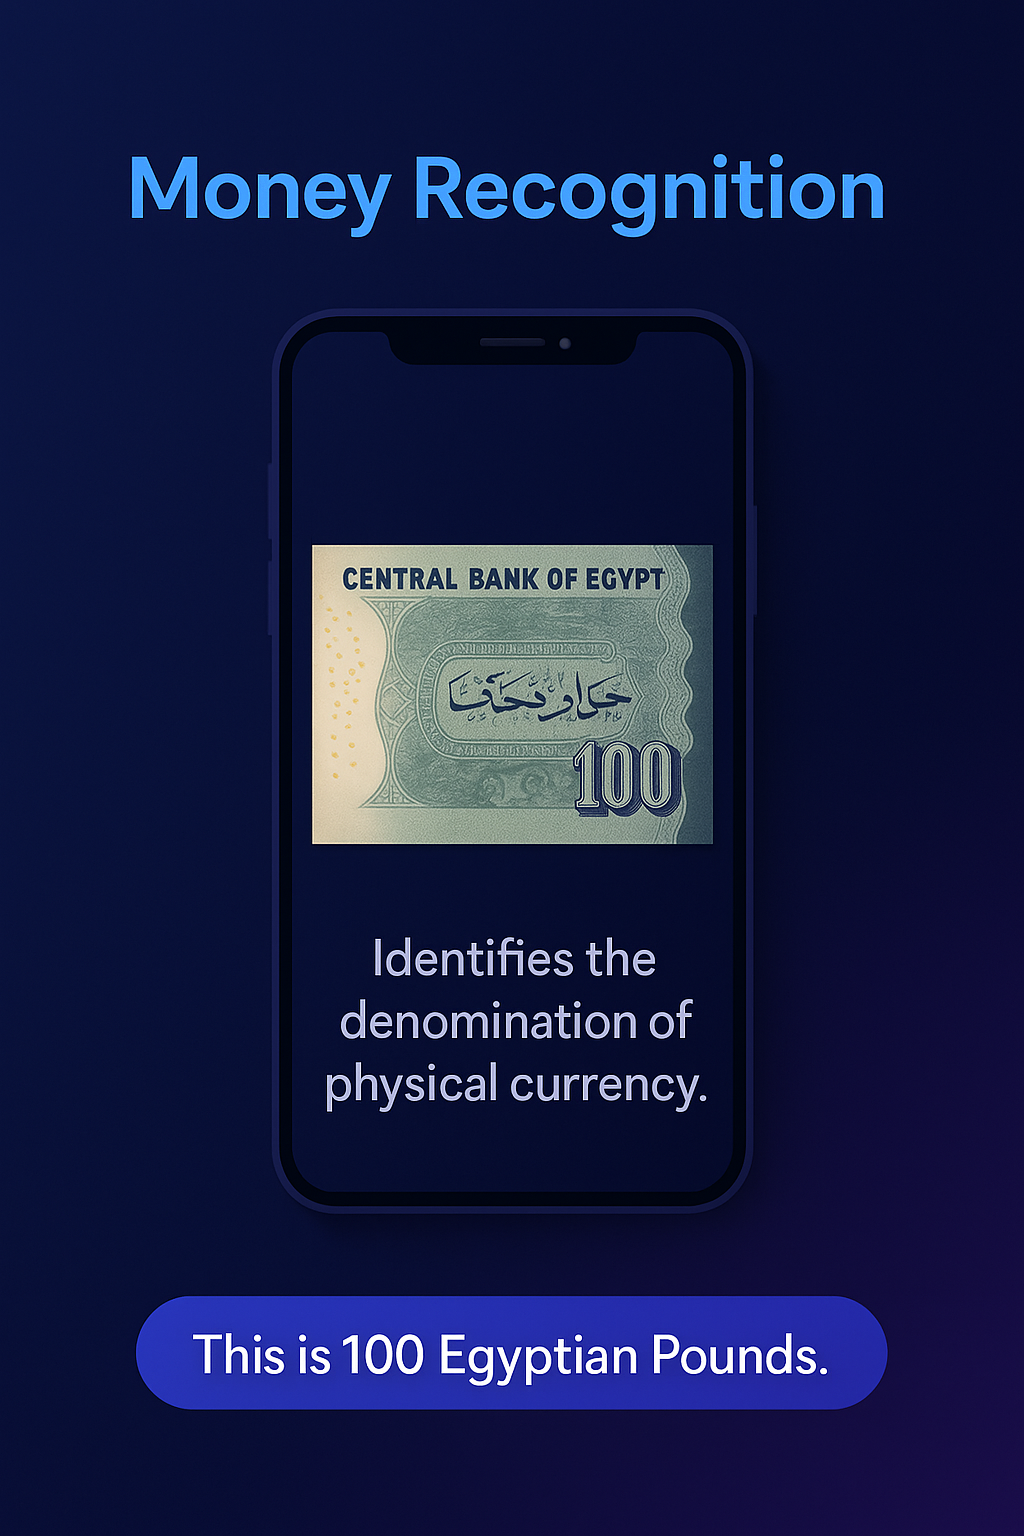 Money Recognition
CENTRAL BANK OF EGYPT
100
Identifies the
denomination of
physical currency.
This is 100 Egyptian Pounds.